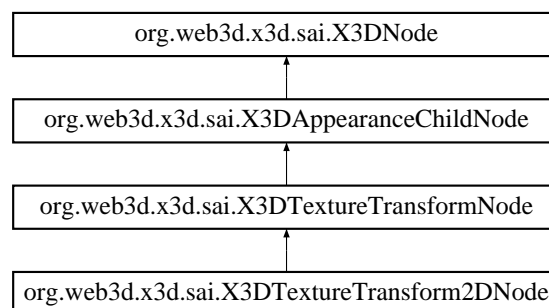 org.web3d.x3d.sai.X3DNode
org.web3d.x3d.sai.X3DAppearanceChildNode
org.web3d.x3d.sai.X3DTextureTransformNode
org.web3d.x3d.sai.X3DTextureTransform2DNode